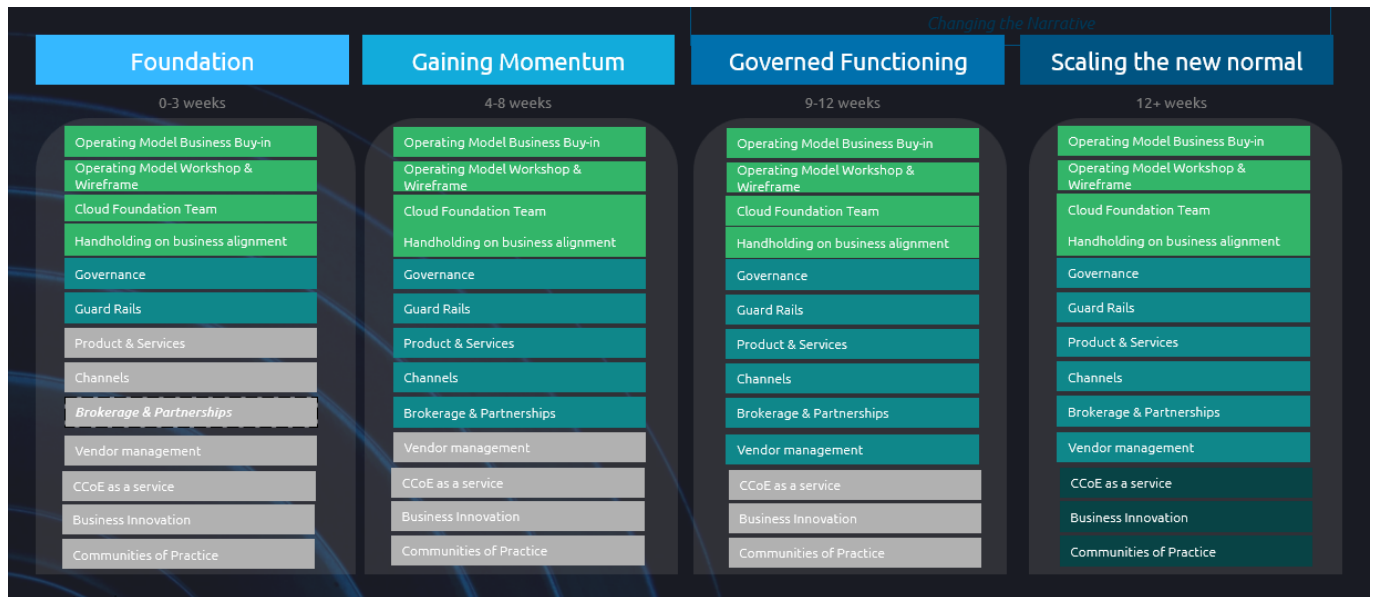 Changing the Narrative
Foundation
Gaining Momentum
Governed Functioning
Scaling the new normal
0-3 weeks
4-8 weeks
9-12 weeks
12+ weeks
Operating Model Business Buy-in
Operating Model Workshop &
Wireframe
Cloud Foundation Team
Handholding on business alignment
Governance
Guard Rails
Product & Services
Channels
Brokerage & Partnerships
Vendor management
CCoE as a service
Business Innovation
Communities of Practice
Operating Model Business Buy-in
Operating Model Workshop &
Wireframe
Cloud Foundation Team
Handholding on business alignment
Governance
Guard Rails
Product & Services
Channels
Brokerage & Partnerships
Vendor management
CCoE as a service
Business Innovation
Communities of Practice
Operating Model Business Buy-in
Operating Model Workshop &
Wireframe
Cloud Foundation Team
Handholding on business alignment
Governance
Guard Rails
Product & Services
Channels
Brokerage & Partnerships
Vendor management
CCoE as a service
Business Innovation
Communities of Practice
Operating Model Business Buy-in
Operating Model Workshop &
Wireframe
Cloud Foundation Team
Handholding on business alignment
Governance
Guard Rails
Product & Services
Channels
Brokerage & Partnerships
Vendor management
CCoE as a service
Business Innovation
Communities of Practice